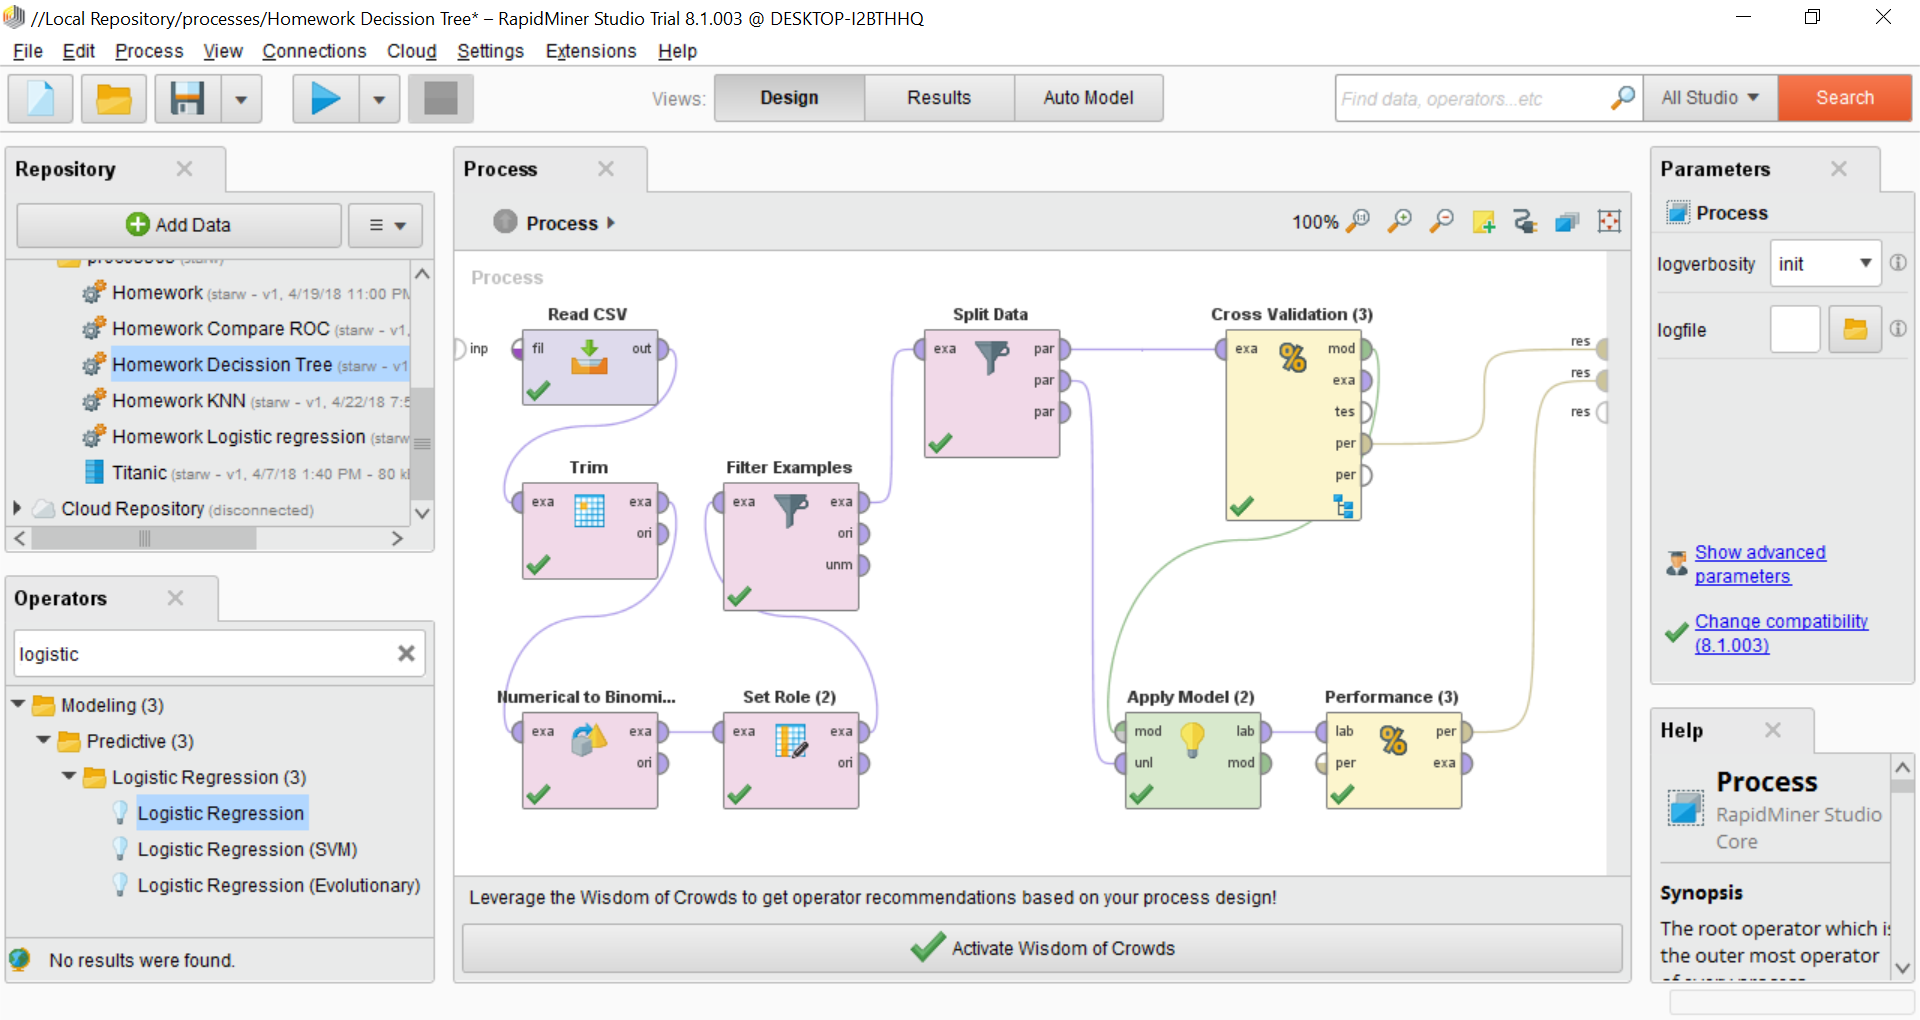 //Local Repository/processes/Homework Decission Tree* – RapidMiner Studio Trial 8.1.003 @ DESKTOP-I2BTHHQ
File Edit Process View Connections Cloud Settings Extensions Help
Views: Design Results Auto Model Find data, operators...etc All Studio Search
Repository
Add Data
processes (starw)
Homework (starw - v1, 4/19/18 11:00 PM
Homework Compare ROC (starw - v1,
Homework Decission Tree (starw - v1
Homework KNN (starw - v1, 4/22/18 7:5
Homework Logistic regression (starw
Titanic (starw - v1, 4/7/18 1:40 PM - 80 k
Cloud Repository (disconnected)
Operators
logistic
Modeling (3)
Predictive (3)
Logistic Regression (3)
Logistic Regression
Logistic Regression (SVM)
Logistic Regression (Evolutionary)
No results were found.
Process
Process
100%
Process
inp
Read CSV
fil out
Trim
exa exa
ori
Numerical to Binomi...
exa exa
ori
Set Role (2)
exa exa
ori
Filter Examples
exa exa
ori
unm
Split Data
exa par
par
par
Cross Validation (3)
exa mod
exa
tes
per
per
Apply Model (2)
mod lab
unl mod
Performance (3)
lab per
per exa
res
res
res
Leverage the Wisdom of Crowds to get operator recommendations based on your process design!
Activate Wisdom of Crowds
Parameters
Process
logverbosity init
logfile
Show advanced
parameters
Change compatibility
(8.1.003)
Help
Process
RapidMiner Studio
Core
Synopsis
The root operator which is
the outer most operator